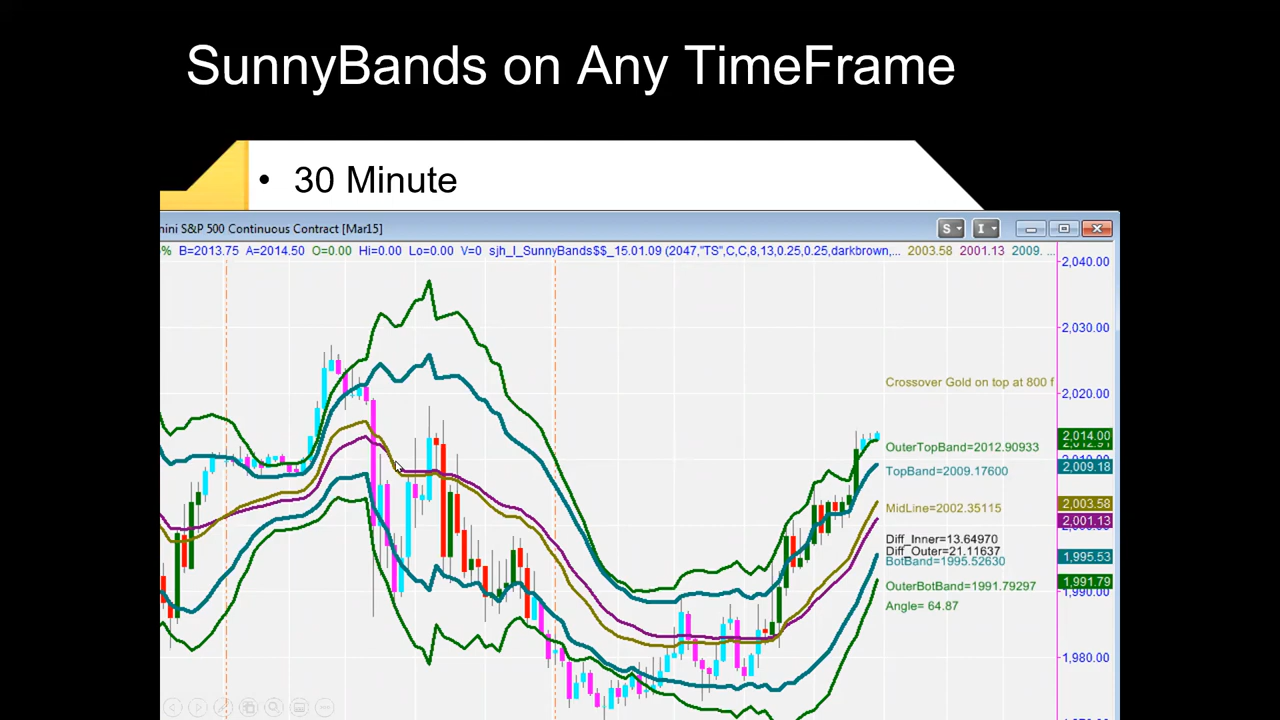 SunnyBands on Any TimeFrame
• 30 Minute
mini S&P 500 Continuous Contract [Mar15]
S I
% B=2013.75 A=2014.50 O=0.00 Hi=0.00 Lo=0.00 V=0 sjh_I_SunnyBands$$_15.01.09 (2047,"TS",C,C,8,13,0.25,0.25,darkbrown,... 2003.58 2001.13 2009. ...
2,040.00
2,030.00
Crossover Gold on top at 800 f
2,020.00
2,014.00
OuterTopBand=2012.90933
2,009.18
TopBand=2009.17600
2,003.58
MidLine=2002.35115
2,001.13
Diff_Inner=13.64970
Diff_Outer=21.11637
BotBand=1995.52630
1,995.53
OuterBotBand=1991.79297
1,991.79
1,990.00
Angle= 64.87
1,980.00